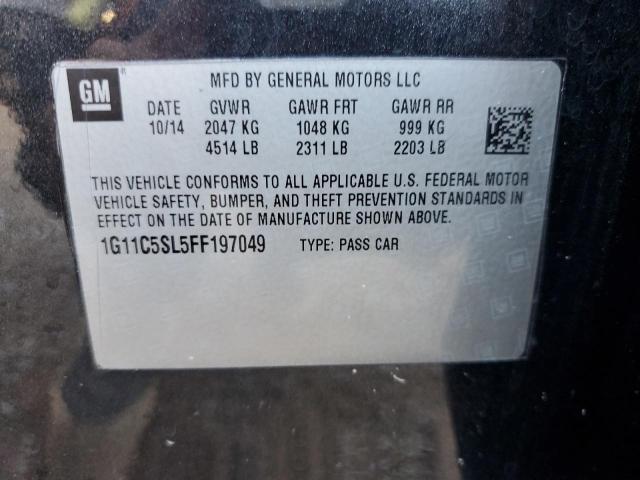 GM
MFD BY GENERAL MOTORS LLC
DATE GVWR GAWR FRT GAWR RR
10/14 2047 KG 1048 KG 999 KG
4514 LB 2311 LB 2203 LB
THIS VEHICLE CONFORMS TO ALL APPLICABLE U.S. FEDERAL MOTOR
VEHICLE SAFETY, BUMPER, AND THEFT PREVENTION STANDARDS IN
EFFECT ON THE DATE OF MANUFACTURE SHOWN ABOVE.
1G11C5SL5FF197049 TYPE: PASS CAR